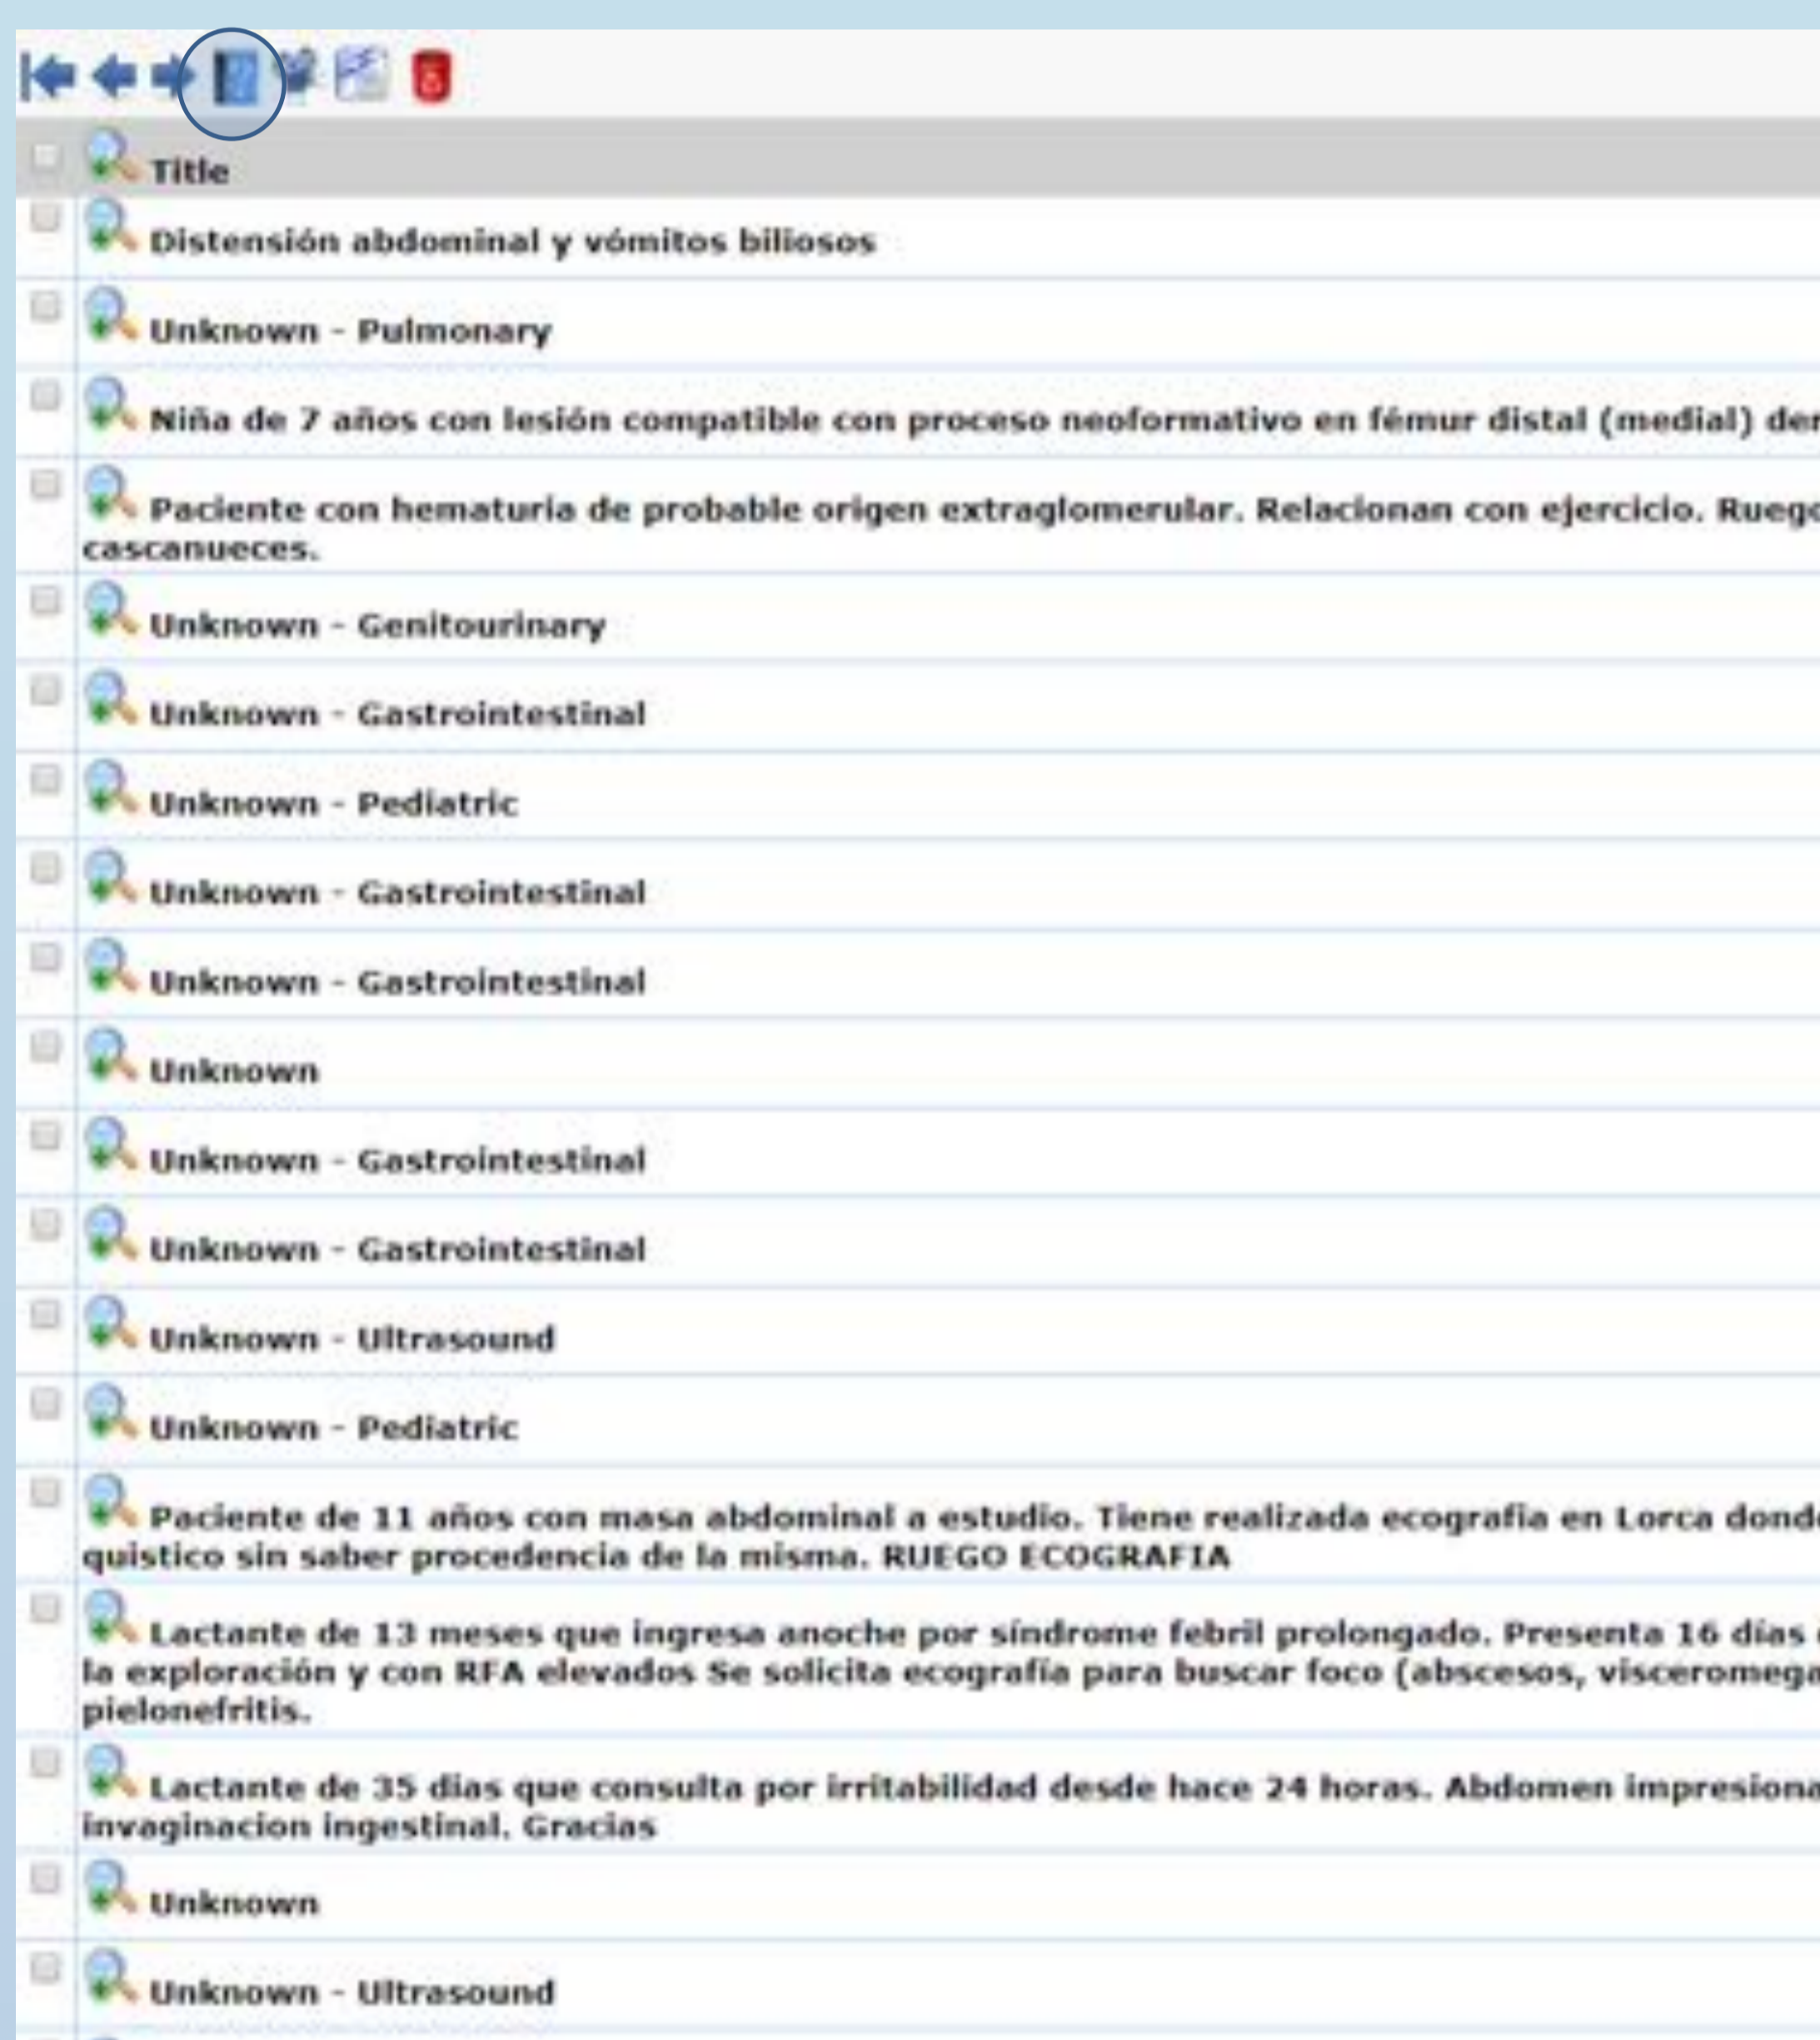 Title
Distensión abdominal y vómitos biliosos
Unknown - Pulmonary
Niña de 7 años con lesión compatible con proceso neoformativo en fémur distal (medial)
Paciente con hematuria de probable origen extraglomerular. Relacionan con ejercicio. Ruego
cascanueces.
Unknown - Genitourinary
Unknown - Gastrointestinal
Unknown - Pediatric
Unknown - Gastrointestinal
Unknown - Gastrointestinal
Unknown
Unknown - Gastrointestinal
Unknown - Gastrointestinal
Unknown - Ultrasound
Unknown - Pediatric
Paciente de 11 años con masa abdominal a estudio. Tiene realizada ecografia en Lorca donde
quistico sin saber procedencia de la misma. RUEGO ECOGRAFIA
Lactante de 13 meses que ingresa anoche por síndrome febril prolongado. Presenta 16 días
la exploración y con RFA elevados Se solicita ecografía para buscar foco (abscesos,
pielonefritis.
Lactante de 35 dias que consulta por irritabilidad desde hace 24 horas. Abdomen impresiona
invaginacion ingestinal. Gracias
Unknown
Unknown - Ultrasound